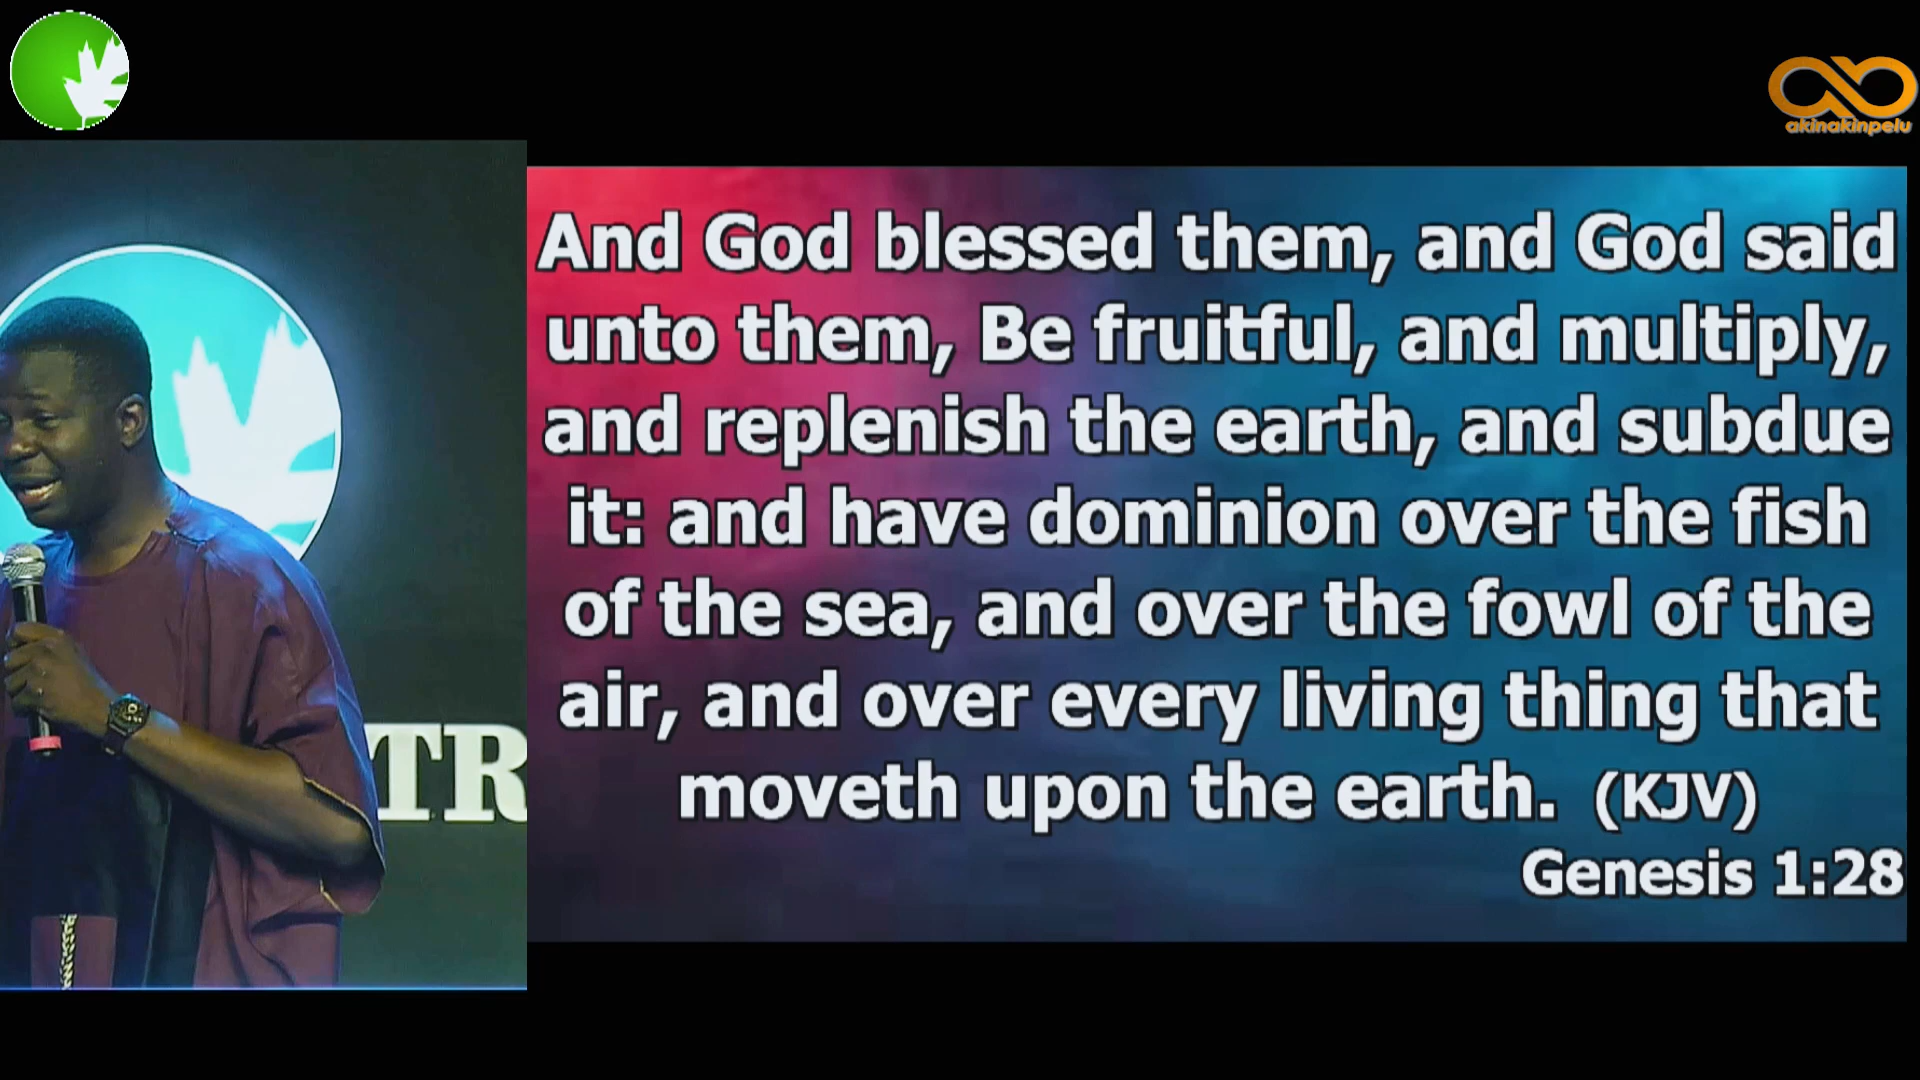 akinakinpelu
And God blessed them, and God said
unto them, Be fruitful, and multiply,
and replenish the earth, and subdue
it: and have dominion over the fish
of the sea, and over the fowl of the
air, and over every living thing that
moveth upon the earth. (KJV)
Genesis 1:28
TR